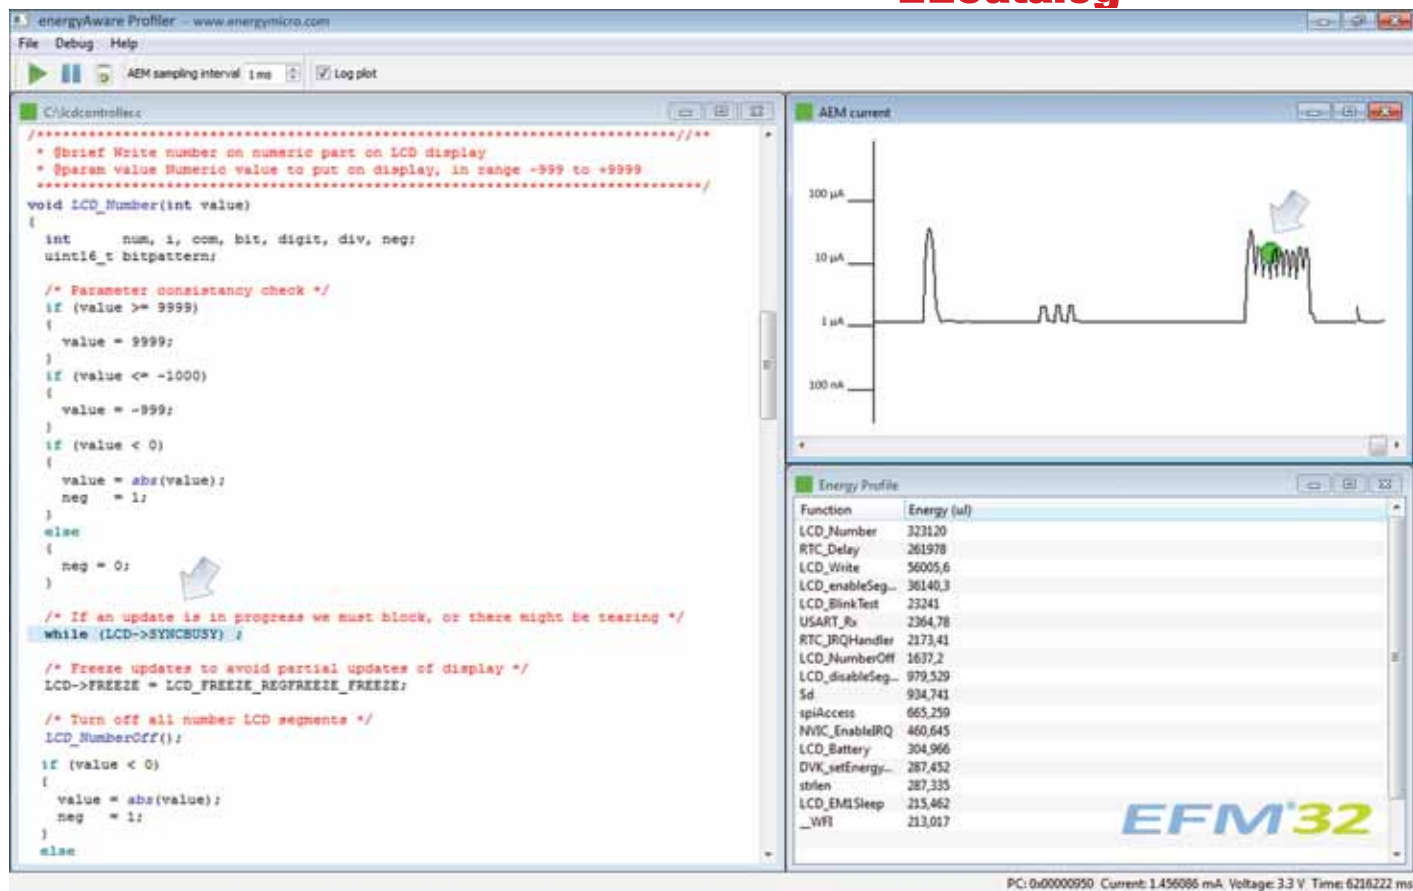 EEcatalog
energyAware Profiler - www.energymicro.com
File Debug Help
AEM sampling interval 1 ms Log plot
C:\lcdcontroller.c
/***************************************************************************//**
* @brief Write number on numeric part on LCD display
* @param value Numeric value to put on display, in range -999 to +9999
******************************************************************************/
void LCD_Number(int value)
{
int num, i, com, bit, digit, div, neg;
uint16_t bitpattern;
/* Parameter consistancy check */
if (value >= 9999)
{
value = 9999;
}
if (value <= -1000)
{
value = -999;
}
if (value < 0)
{
value = abs(value);
neg = 1;
}
else
{
neg = 0;
}
/* If an update is in progress we must block, or there might be tearing */
while (LCD->SYNCBUSY) ;
/* Freeze updates to avoid partial updates of display */
LCD->FREEZE = LCD_FREEZE_REGFREEZE_FREEZE;
/* Turn off all number LCD segments */
LCD_NumberOff();
if (value < 0)
{
value = abs(value);
neg = 1;
}
else
AEM current
100 µA
10 µA
1 µA
100 nA
Energy Profile
Function Energy (uJ)
LCD_Number 323120
RTC_Delay 261978
LCD_Write 56005,6
LCD_enableSeg... 36140,3
LCD_BlinkTest 23241
USART_Rx 2364,78
RTC_IRQHandler 2173,41
LCD_NumberOff 1637,2
LCD_disableSeg... 979,529
$d 934,741
spiAccess 665,259
NVIC_EnableIRQ 460,645
LCD_Battery 304,966
DVK_setEnergy... 287,452
strlen 287,335
LCD_EM1Sleep 215,462
__WFI 213,017
EFM®32
PC: 0x00000950 Current: 1.456086 mA Voltage: 3.3 V Time: 6216222 ms